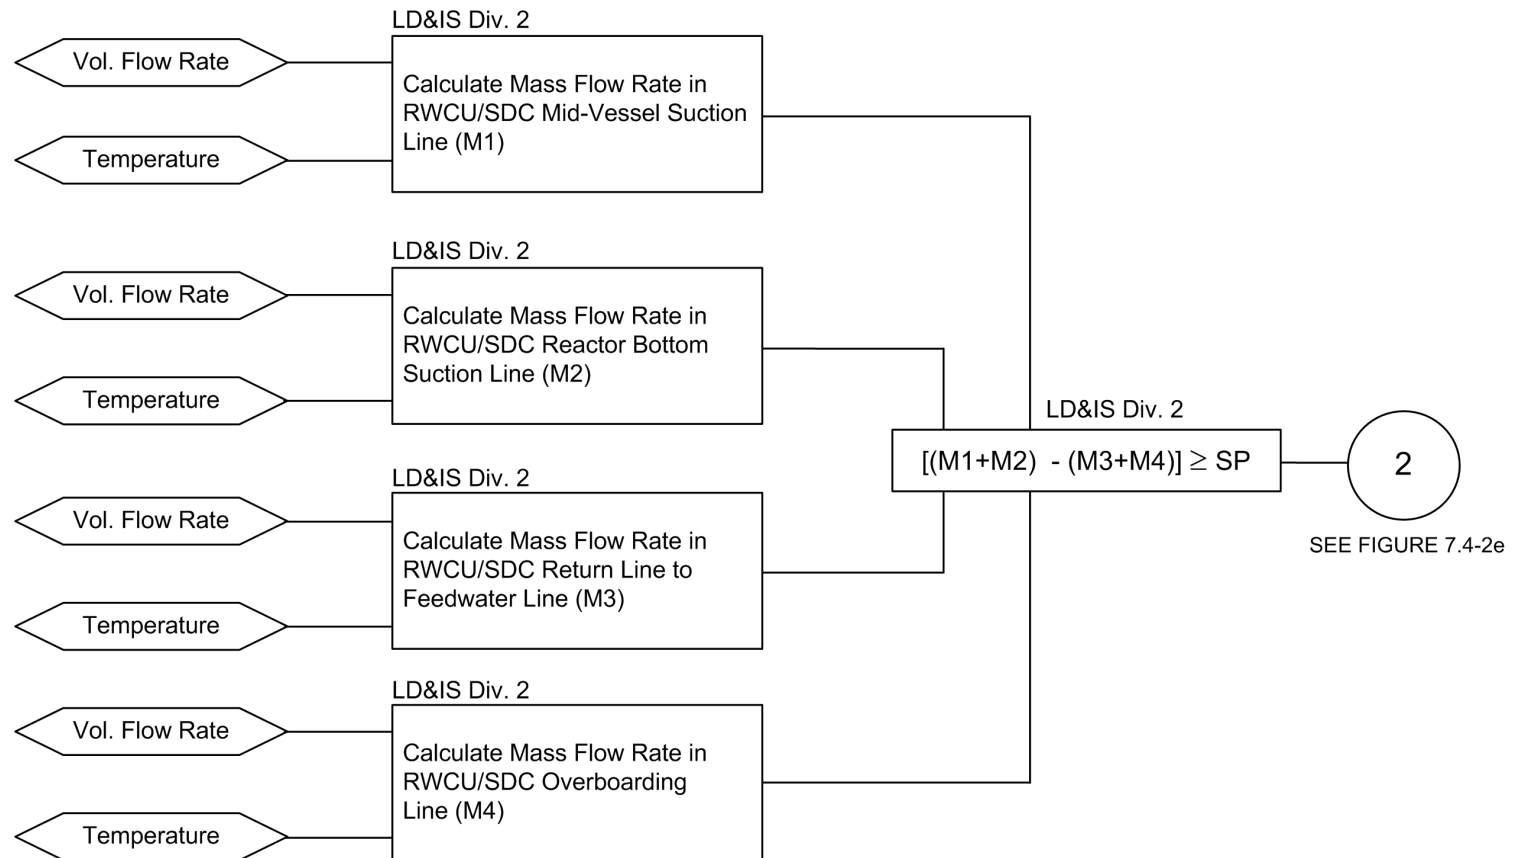 LD&IS Div. 2
Vol. Flow Rate
Temperature
Calculate Mass Flow Rate in
RWCU/SDC Mid-Vessel Suction
Line (M1)
LD&IS Div. 2
Vol. Flow Rate
Temperature
Calculate Mass Flow Rate in
RWCU/SDC Reactor Bottom
Suction Line (M2)
LD&IS Div. 2
Vol. Flow Rate
Temperature
Calculate Mass Flow Rate in
RWCU/SDC Return Line to
Feedwater Line (M3)
LD&IS Div. 2
Vol. Flow Rate
Temperature
Calculate Mass Flow Rate in
RWCU/SDC Overboarding
Line (M4)
LD&IS Div. 2
[(M1+M2) - (M3+M4)] ≥ SP
2
SEE FIGURE 7.4-2e